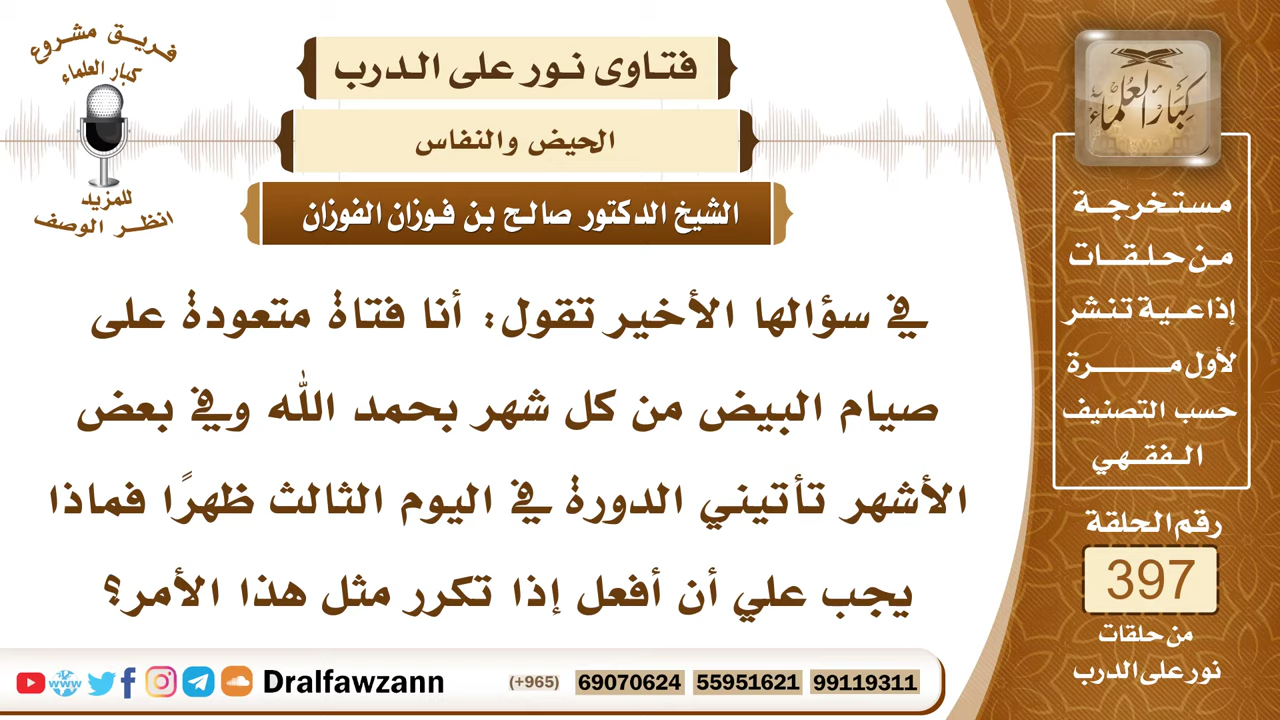 فريق مشروع
كبار العلماء
للمزيد
انظر الوصف
فتاوى نور على الدرب
الحيض والنفاس
الشيخ الدكتور صالح بن فوزان الفوزان
في سؤالها الأخير تقول: أنا فتاة متعودة على
صيام البيض من كل شهر بحمد الله وفي بعض
الأشهر تأتيني الدورة في اليوم الثالث ظهرًا فماذا
يجب علي أن أفعل إذا تكرر مثل هذا الأمر؟
كبار العلماء
مستخرجة
من حلقات
إذاعية تنشر
لأول مرة
حسب التصنيف
الفقهي
رقم الحلقة
397
من حلقات
نور على الدرب
www
Dralfawzann
(+965) 69070624 55951621 99119311